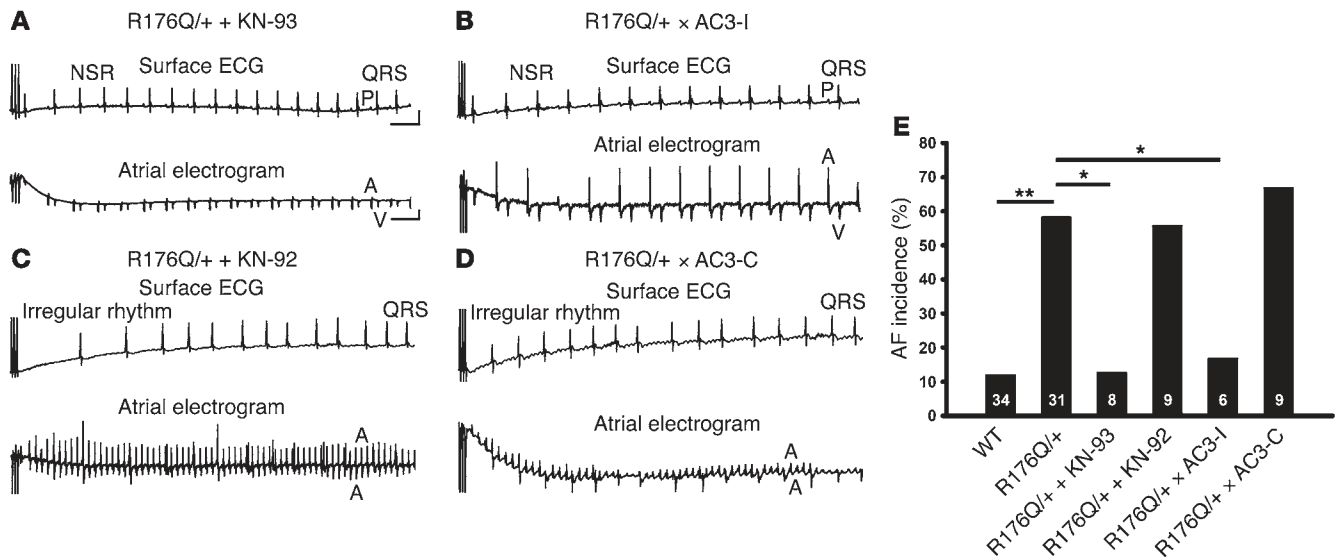 A
R176Q/+ + KN-93
NSR
Surface ECG
QRS
P
Atrial electrogram
A
V
B
R176Q/+ × AC3-I
NSR
Surface ECG
QRS
P
Atrial electrogram
A
V
C
R176Q/+ + KN-92
Surface ECG
Irregular rhythm
QRS
Atrial electrogram
A
A
D
R176Q/+ × AC3-C
Surface ECG
Irregular rhythm
QRS
Atrial electrogram
A
A
E
AF incidence (%)
80
70
60
50
40
30
20
10
0
**
*
*
34
31
8
9
6
9
WT
R176Q/+
R176Q/+ + KN-93
R176Q/+ + KN-92
R176Q/+ × AC3-I
R176Q/+ × AC3-C